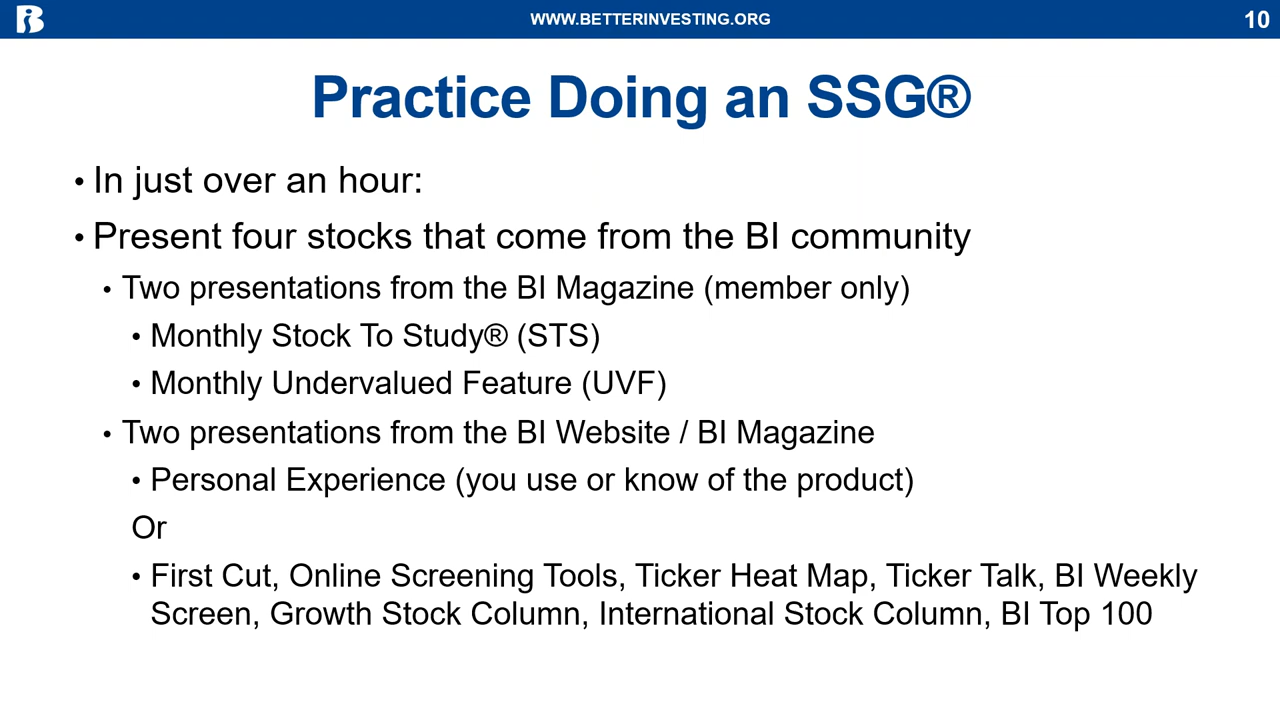 WWW.BETTERINVESTING.ORG
10
Practice Doing an SSG®
• In just over an hour:
• Present four stocks that come from the BI community
• Two presentations from the BI Magazine (member only)
• Monthly Stock To Study® (STS)
• Monthly Undervalued Feature (UVF)
• Two presentations from the BI Website / BI Magazine
• Personal Experience (you use or know of the product)
Or
• First Cut, Online Screening Tools, Ticker Heat Map, Ticker Talk, BI Weekly
Screen, Growth Stock Column, International Stock Column, BI Top 100